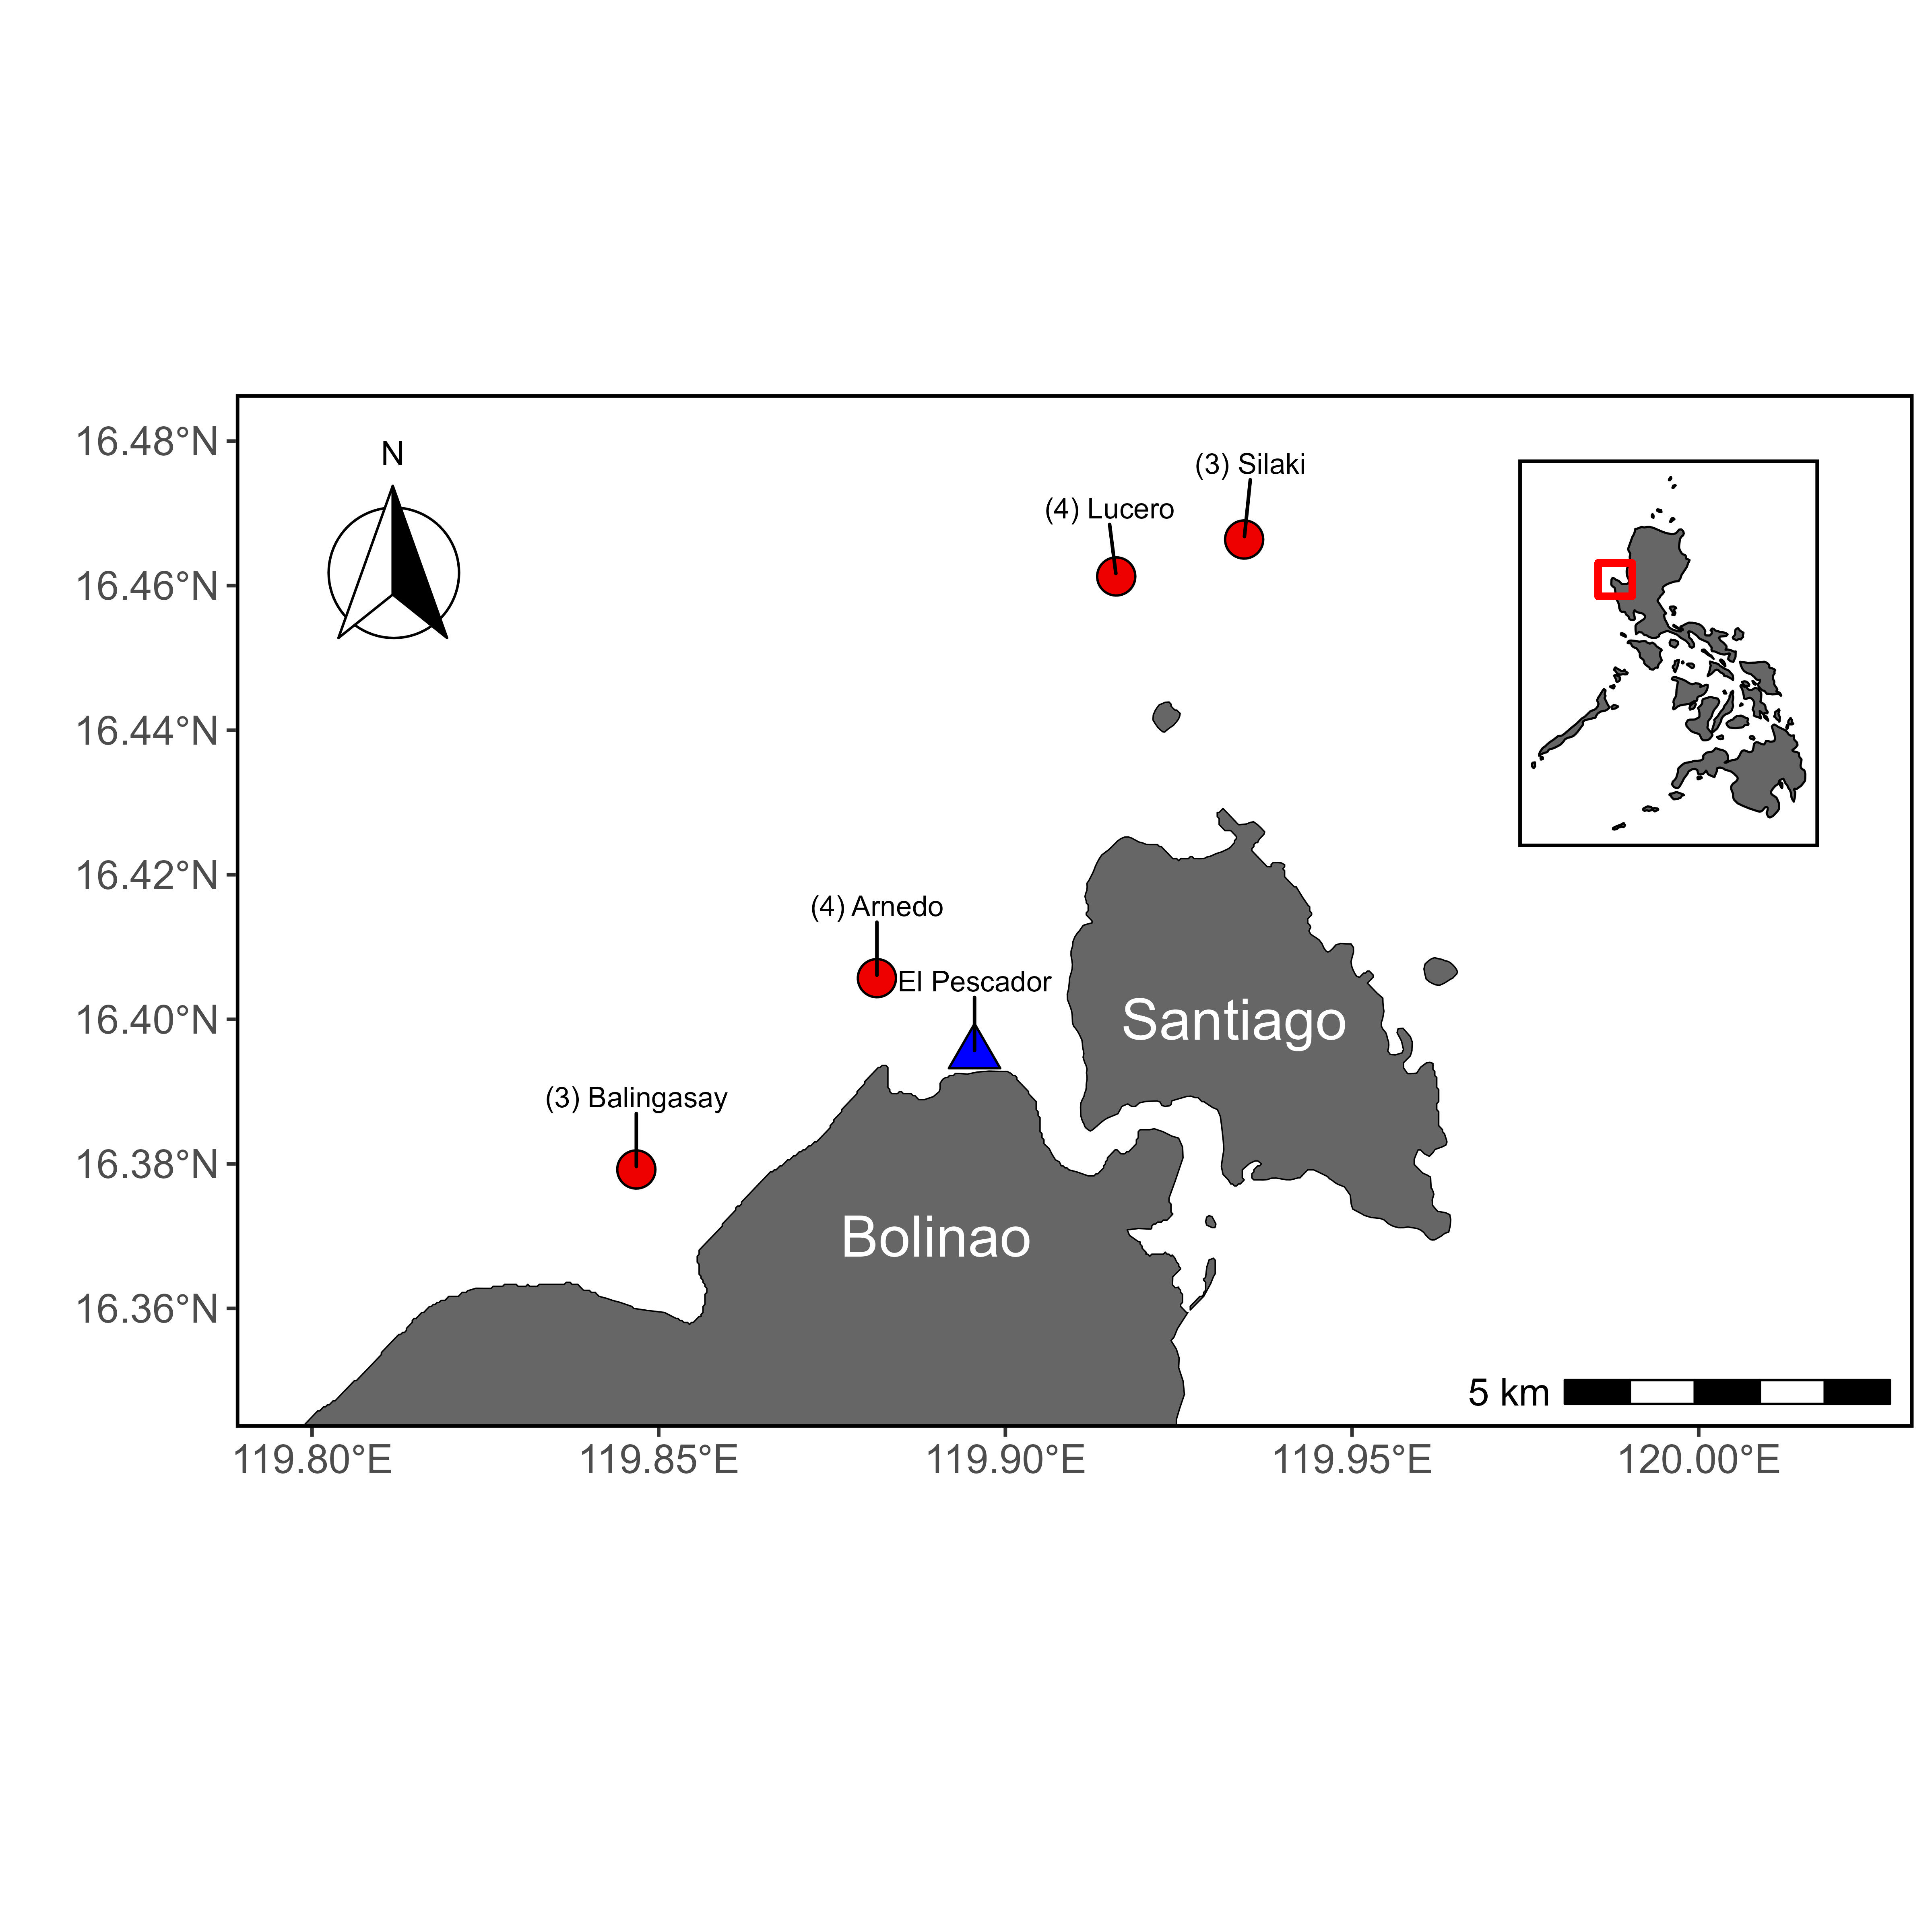 16.48°N
N
(3) Silaki
(4) Lucero
16.46°N
16.44°N
16.42°N
(4) Arnedo
El Pescador
16.40°N
Santiago
(3) Balingasay
16.38°N
Bolinao
16.36°N
5 km
119.80°E
119.85°E
119.90°E
119.95°E
120.00°E